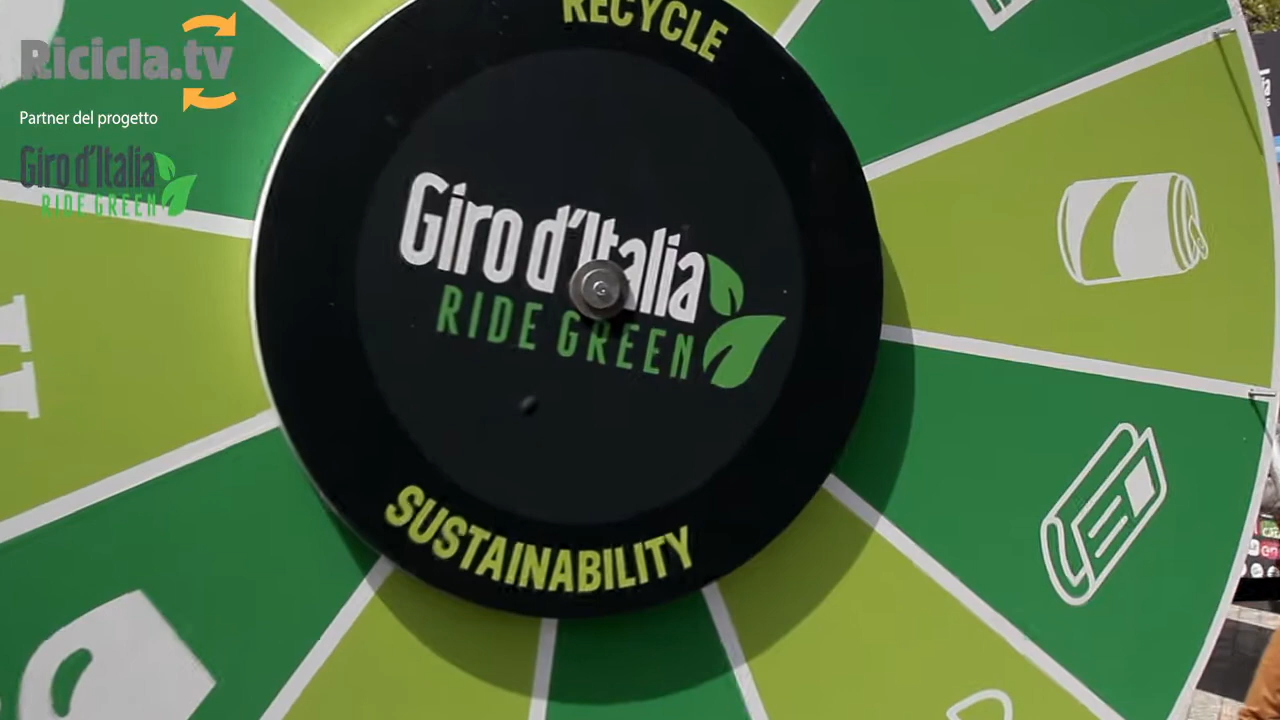 Ricicla.tv
Partner del progetto
Giro d'Italia
RIDE GREEN
RECYCLE
Giro d'Italia
RIDE GREEN
SUSTAINABILITY